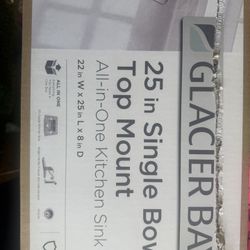 GLACIER BA
25 in Single Bow
Top Mount
All-in-One Kitchen Sink
22 in W x 25 in L x 8 in D
ALL IN ONE